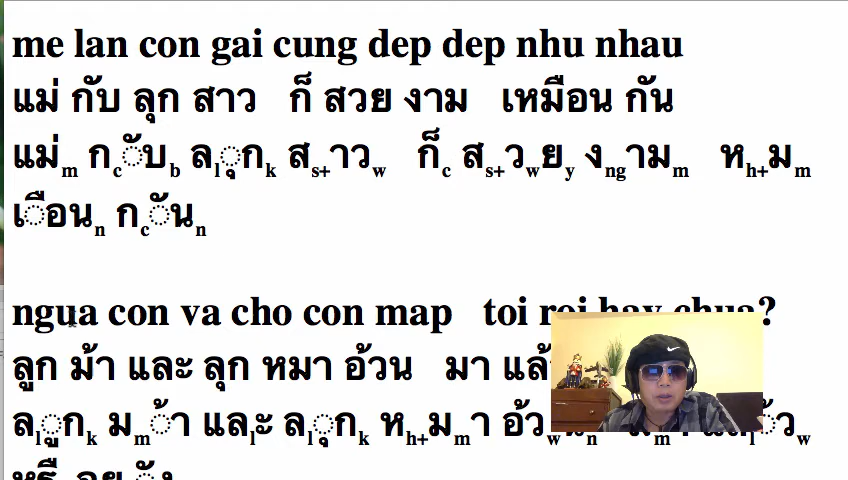 me lan con gai cung dep dep nhu nhau
แม่ กับ ลุก สาว ก็ สวย งาม เหมือน กัน
แม่m กc ับb ลl ุกk สs+ าวw ก็c สs+ วwยy งng ามm หh+ มm
เ ือนn กc ันn
ngua con va cho con map toi roi hay chua?
ลูก ม้า และ ลุก หมา อ้วน มา
ลl ูกk มm ้า แลlะ ลl ุกk หh+ มmา